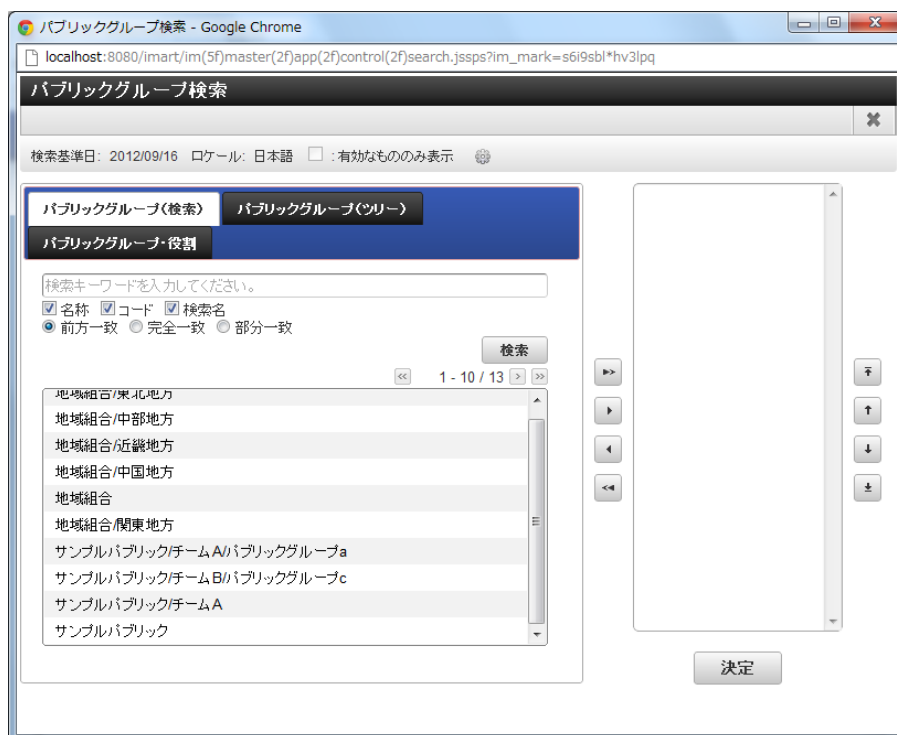 パブリックグループ検索 - Google Chrome
localhost:8080/imart/im(5f)master(2f)app(2f)control(2f)search.jssps?im_mark=s6i9sbl*hv3lpq
パブリックグループ検索
検索基準日: 2012/09/16 ロケール: 日本語 :有効なもののみ表示
パブリックグループ(検索) パブリックグループ(ツリー)
パブリックグループ・役割
検索キーワードを入力してください。
名称 コード 検索名
前方一致 完全一致 部分一致
検索
1 - 10 / 13
地域組合/東北地方
地域組合/中部地方
地域組合/近畿地方
地域組合/中国地方
地域組合
地域組合/関東地方
サンプルパブリック/チームA/パブリックグループa
サンプルパブリック/チームB/パブリックグループc
サンプルパブリック/チームA
サンプルパブリック
決定